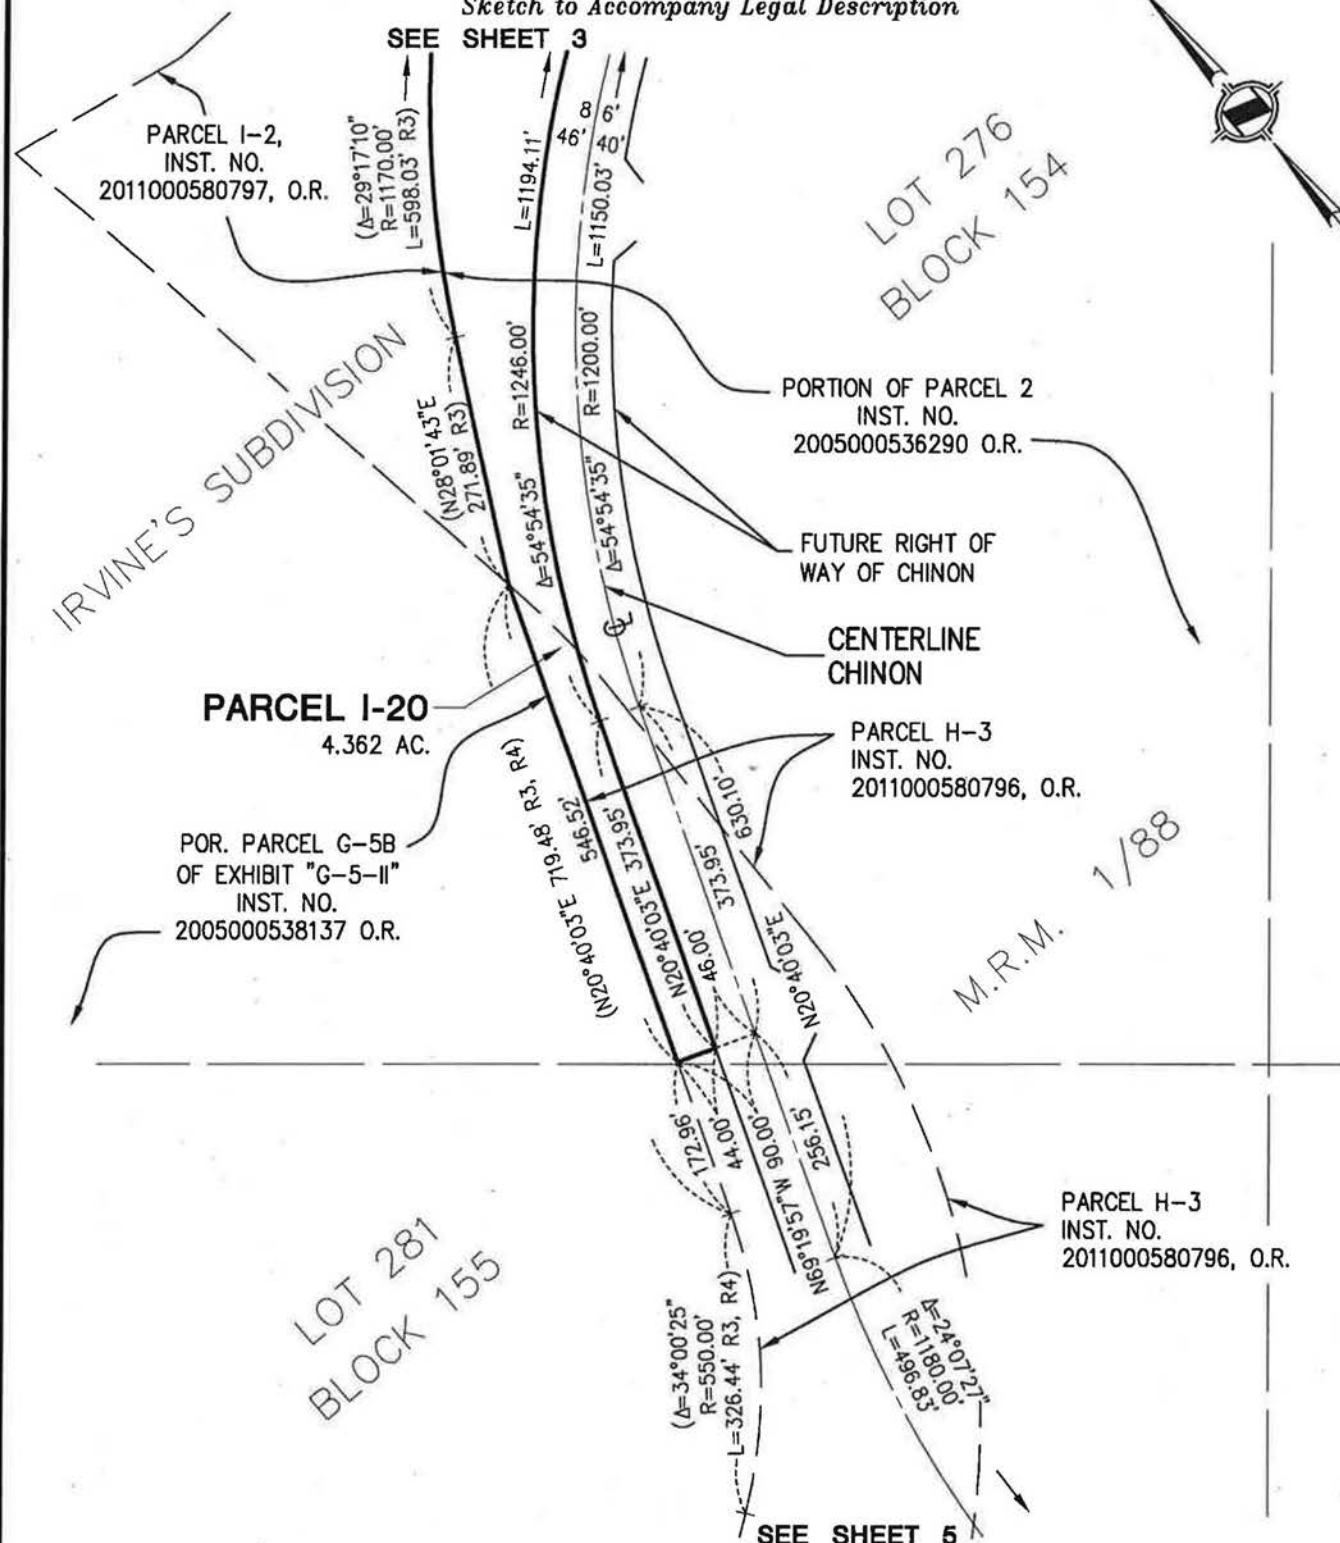 Sketch to Accompany Legal Description
SEE SHEET 3
PARCEL I-2,
INST. NO.
2011000580797, O.R.
(Δ=29°17'10"
R=1170.00'
L=598.03' R3)
L=1194.11'
8 6'
46' 40'
L=1150.03'
LOT 276
BLOCK 154
IRVINE'S SUBDIVISION
R=1246.00'
R=1200.00'
PORTION OF PARCEL 2
INST. NO.
2005000536290 O.R.
(N28°01'43"E
271.89' R3)
Δ=54°54'35"
Δ=54°54'35"
FUTURE RIGHT OF
WAY OF CHINON
℄
CENTERLINE
CHINON
PARCEL I-20
4.362 AC.
PARCEL H-3
INST. NO.
2011000580796, O.R.
(N20°40'03"E 719.48' R3, R4)
546.52'
N20°40'03"E 373.95'
46.00'
373.95'
630.10'
N20°40'03"E
POR. PARCEL G-5B
OF EXHIBIT "G-5-II"
INST. NO.
2005000538137 O.R.
M.R.M. 1/88
172.96'
44.00'
N69°19'57"W 90.00'
256.15'
LOT 281
BLOCK 155
PARCEL H-3
INST. NO.
2011000580796, O.R.
(Δ=34°00'25"
R=550.00'
L=326.44' R3, R4)
Δ=24°07'27"
R=1180.00'
L=496.83'
SEE SHEET 5